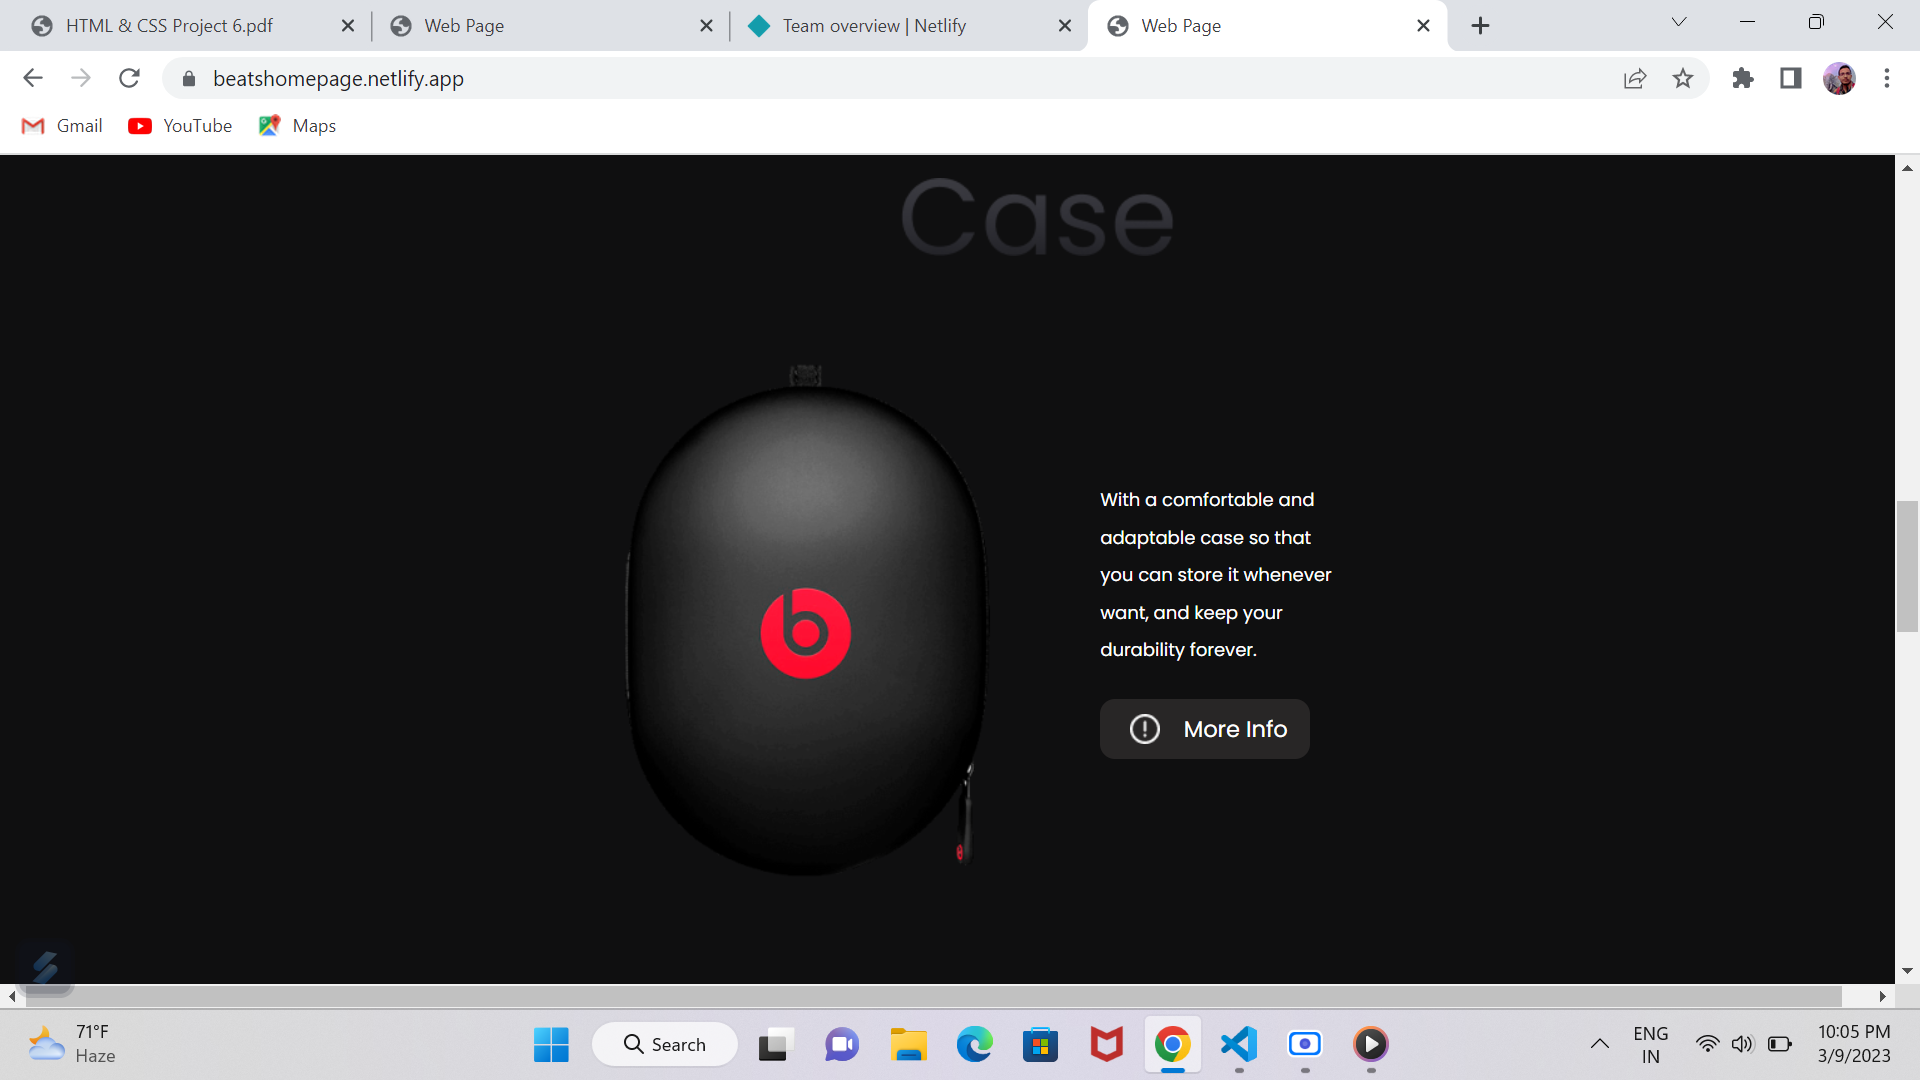 HTML & CSS Project 6.pdf
Web Page
Team overview | Netlify
Web Page
beatshomepage.netlify.app
Gmail
YouTube
Maps
Case
With a comfortable and
adaptable case so that
you can store it whenever
want, and keep your
durability forever.
More Info
71°F
Haze
Search
ENG
IN
10:05 PM
3/9/2023